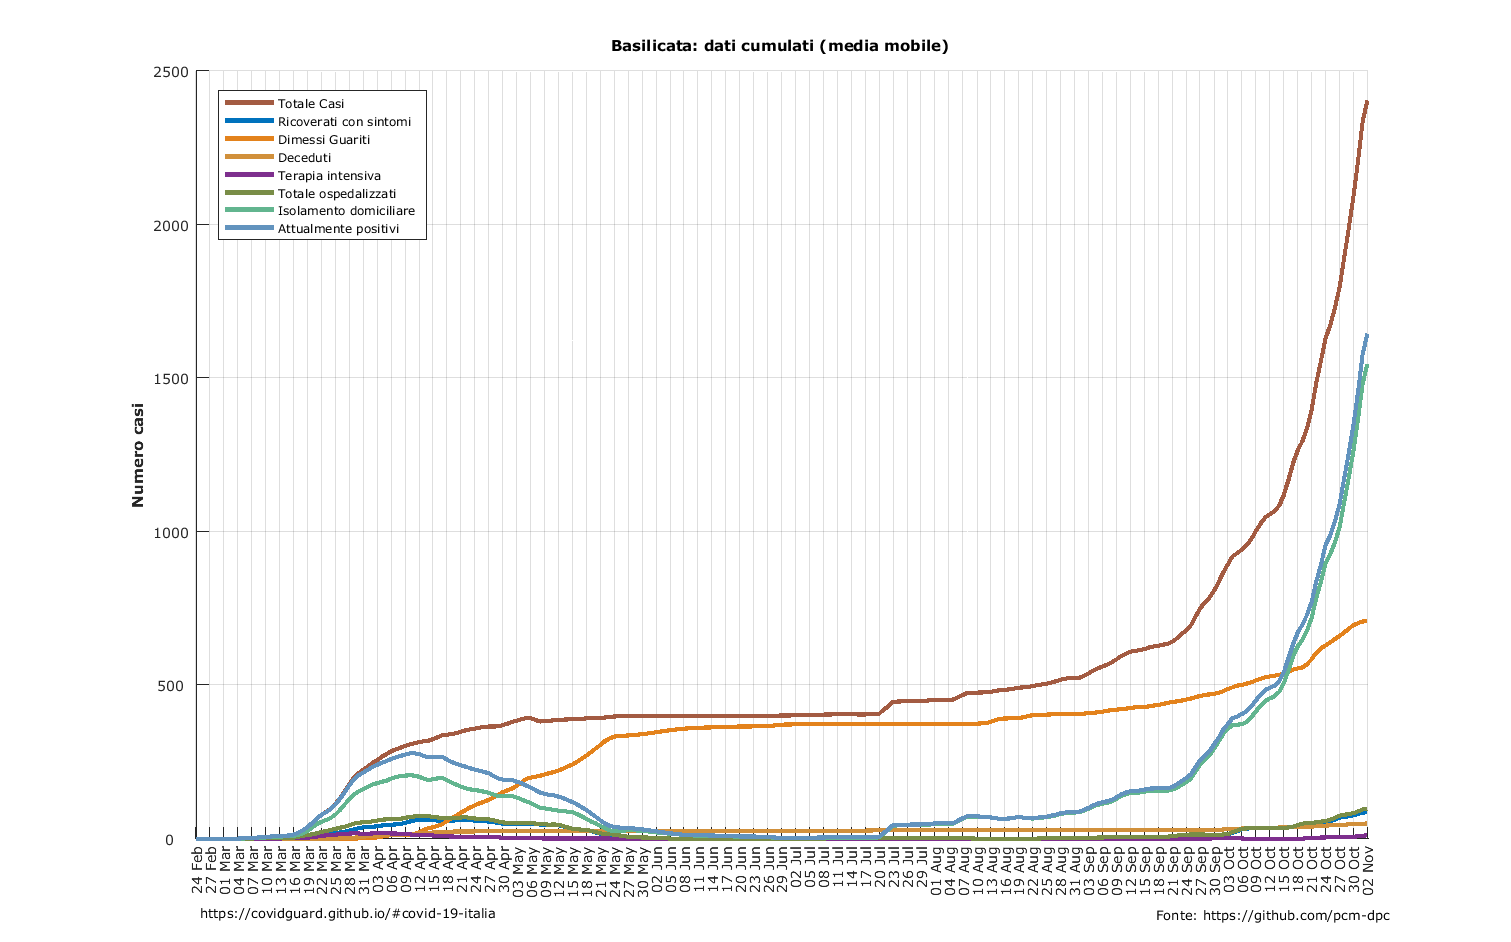 Basilicata: dati cumulati (media mobile)
Numero casi
2500
2000
1500
1000
500
0
Totale Casi
Ricoverati con sintomi
Dimessi Guariti
Deceduti
Terapia intensiva
Totale ospedalizzati
Isolamento domiciliare
Attualmente positivi
24 Feb
27 Feb
01 Mar
04 Mar
07 Mar
10 Mar
13 Mar
16 Mar
19 Mar
22 Mar
25 Mar
28 Mar
31 Mar
03 Apr
06 Apr
09 Apr
12 Apr
15 Apr
18 Apr
21 Apr
24 Apr
27 Apr
30 Apr
03 May
06 May
09 May
12 May
15 May
18 May
21 May
24 May
27 May
30 May
02 Jun
05 Jun
08 Jun
11 Jun
14 Jun
17 Jun
20 Jun
23 Jun
26 Jun
29 Jun
02 Jul
05 Jul
08 Jul
11 Jul
14 Jul
17 Jul
20 Jul
23 Jul
26 Jul
29 Jul
01 Aug
04 Aug
07 Aug
10 Aug
13 Aug
16 Aug
19 Aug
22 Aug
25 Aug
28 Aug
31 Aug
03 Sep
06 Sep
09 Sep
12 Sep
15 Sep
18 Sep
21 Sep
24 Sep
27 Sep
30 Sep
03 Oct
06 Oct
09 Oct
12 Oct
15 Oct
18 Oct
21 Oct
24 Oct
27 Oct
30 Oct
02 Nov
https://covidguard.github.io/#covid-19-italia
Fonte: https://github.com/pcm-dpc